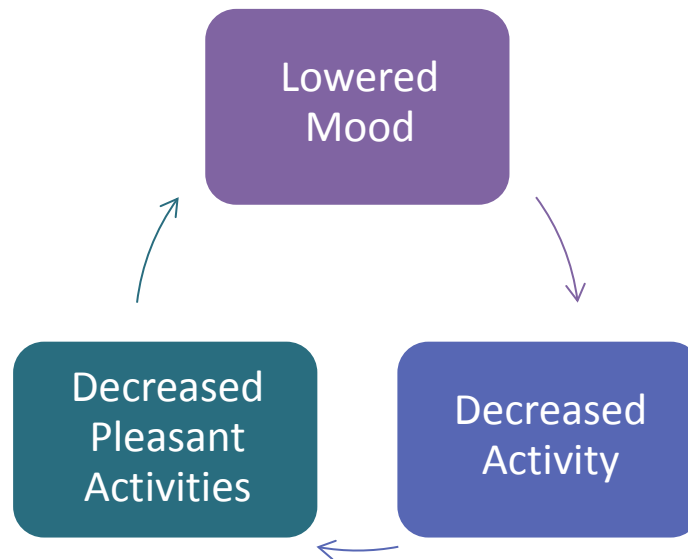 Lowered
Mood
Decreased
Activity
Decreased
Pleasant
Activities